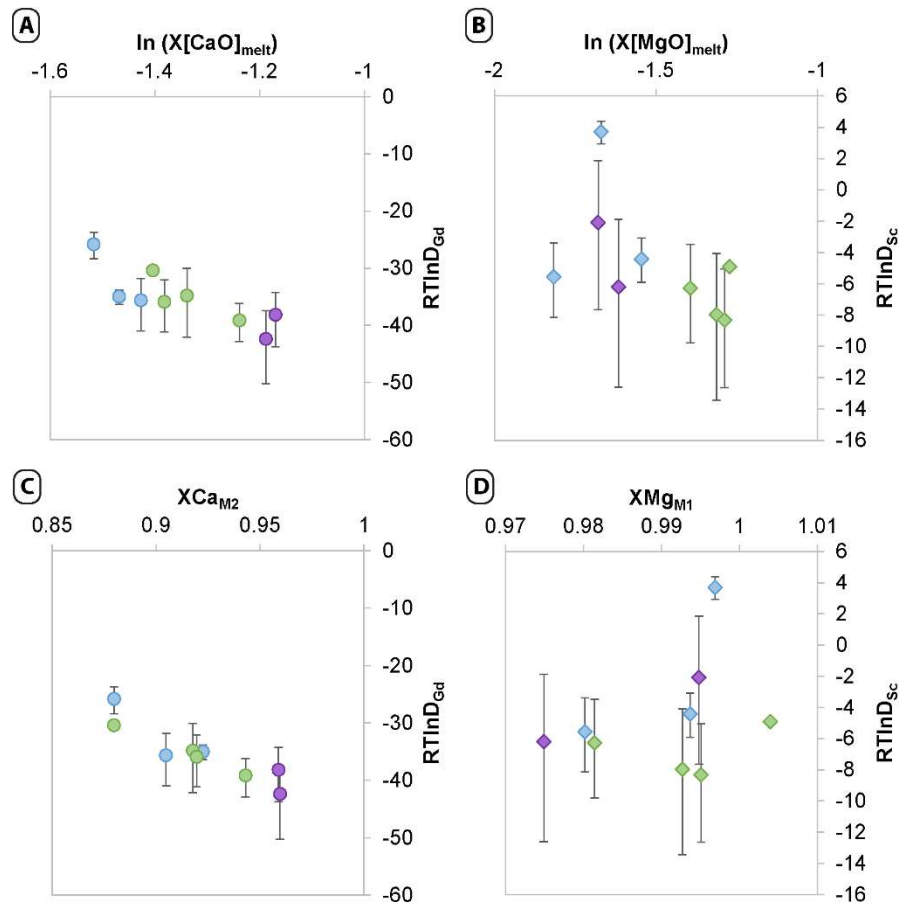 A
ln (X[CaO]melt)
-1.6 -1.4 -1.2 -1
0
-10
-20
-30
-40
-50
-60
RTlnDGd
B
ln (X[MgO]melt)
-2 -1.5 -1
6
4
2
0
-2
-4
-6
-8
-10
-12
-14
-16
RTlnDSc
C
XCaM2
0.85 0.9 0.95 1
0
-10
-20
-30
-40
-50
-60
RTlnDGd
D
XMgM1
0.97 0.98 0.99 1 1.01
6
4
2
0
-2
-4
-6
-8
-10
-12
-14
-16
RTlnDSc